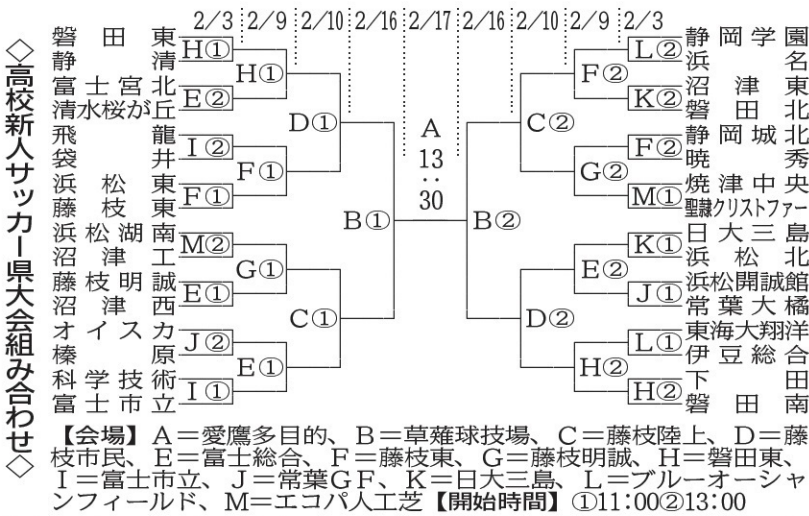 ◇高校新人サッカー県大会組み合わせ◇
2/3 2/9 2/10 2/16 2/17 2/16 2/10 2/9 2/3
磐田東
静清
富士宮北
清水桜が丘
飛龍
袋井
浜松東
藤枝東
浜松湖南
沼津工
藤枝明誠
沼津西
オイスカ
榛原
科学技術
富士市立
H①
E②
I②
F①
M②
E①
J②
I①
H①
F①
G①
E①
D①
C①
B①
A
13
:
30
B②
C②
D②
F②
G②
E②
H②
L②
K②
F②
M①
K①
J①
L①
H②
静岡学園
浜名
沼津東
磐田北
静岡城北
暁秀
焼津中央
聖隷クリストファー
日大三島
浜松北
浜松開誠館
常葉大橘
東海大翔洋
伊豆総合
下田
磐田南
【会場】A=愛鷹多目的、B=草薙球技場、C=藤枝陸上、D=藤
枝市民、E=富士総合、F=藤枝東、G=藤枝明誠、H=磐田東、
I=富士市立、J=常葉GF、K=日大三島、L=ブルーオーシャ
ンフィールド、M=エコパ人工芝【開始時間】①11:00②13:00